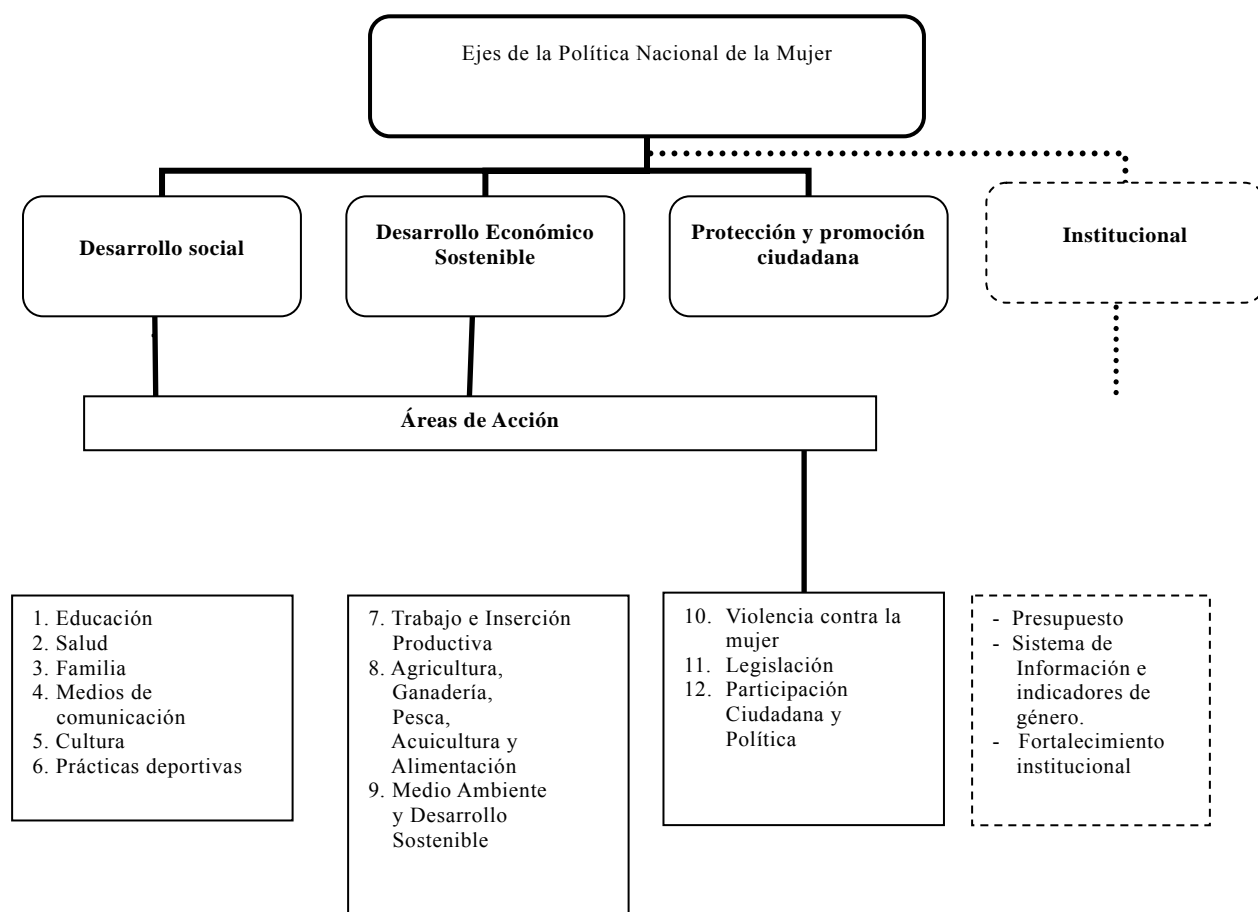 Ejes de la Política Nacional de la Mujer
Desarrollo social
Desarrollo Económico
Sostenible
Protección y promoción
ciudadana
Institucional
Áreas de Acción
1. Educación
2. Salud
3. Familia
4. Medios de
comunicación
5. Cultura
6. Prácticas deportivas
7. Trabajo e Inserción
Productiva
8. Agricultura,
Ganadería,
Pesca,
Acuicultura y
Alimentación
9. Medio Ambiente
y Desarrollo
Sostenible
10. Violencia contra la
mujer
11. Legislación
12. Participación
Ciudadana y
Política
- Presupuesto
- Sistema de
Información e
indicadores de
género.
- Fortalecimiento
institucional